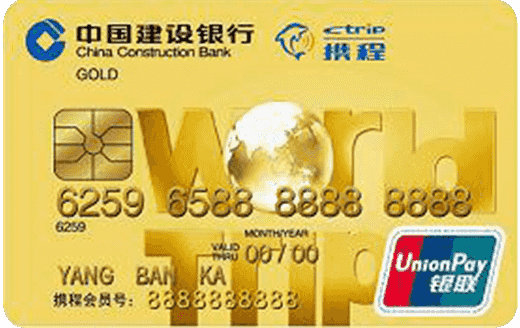 中国建设银行
China Construction Bank
GOLD
Ctrip
携程
World
6259 6588 8888 8888
6259
MONTH/YEAR
VALID
THRU 00/00
Trip
YANG BAN KA
携程会员号: 8888888888
UnionPay
银联